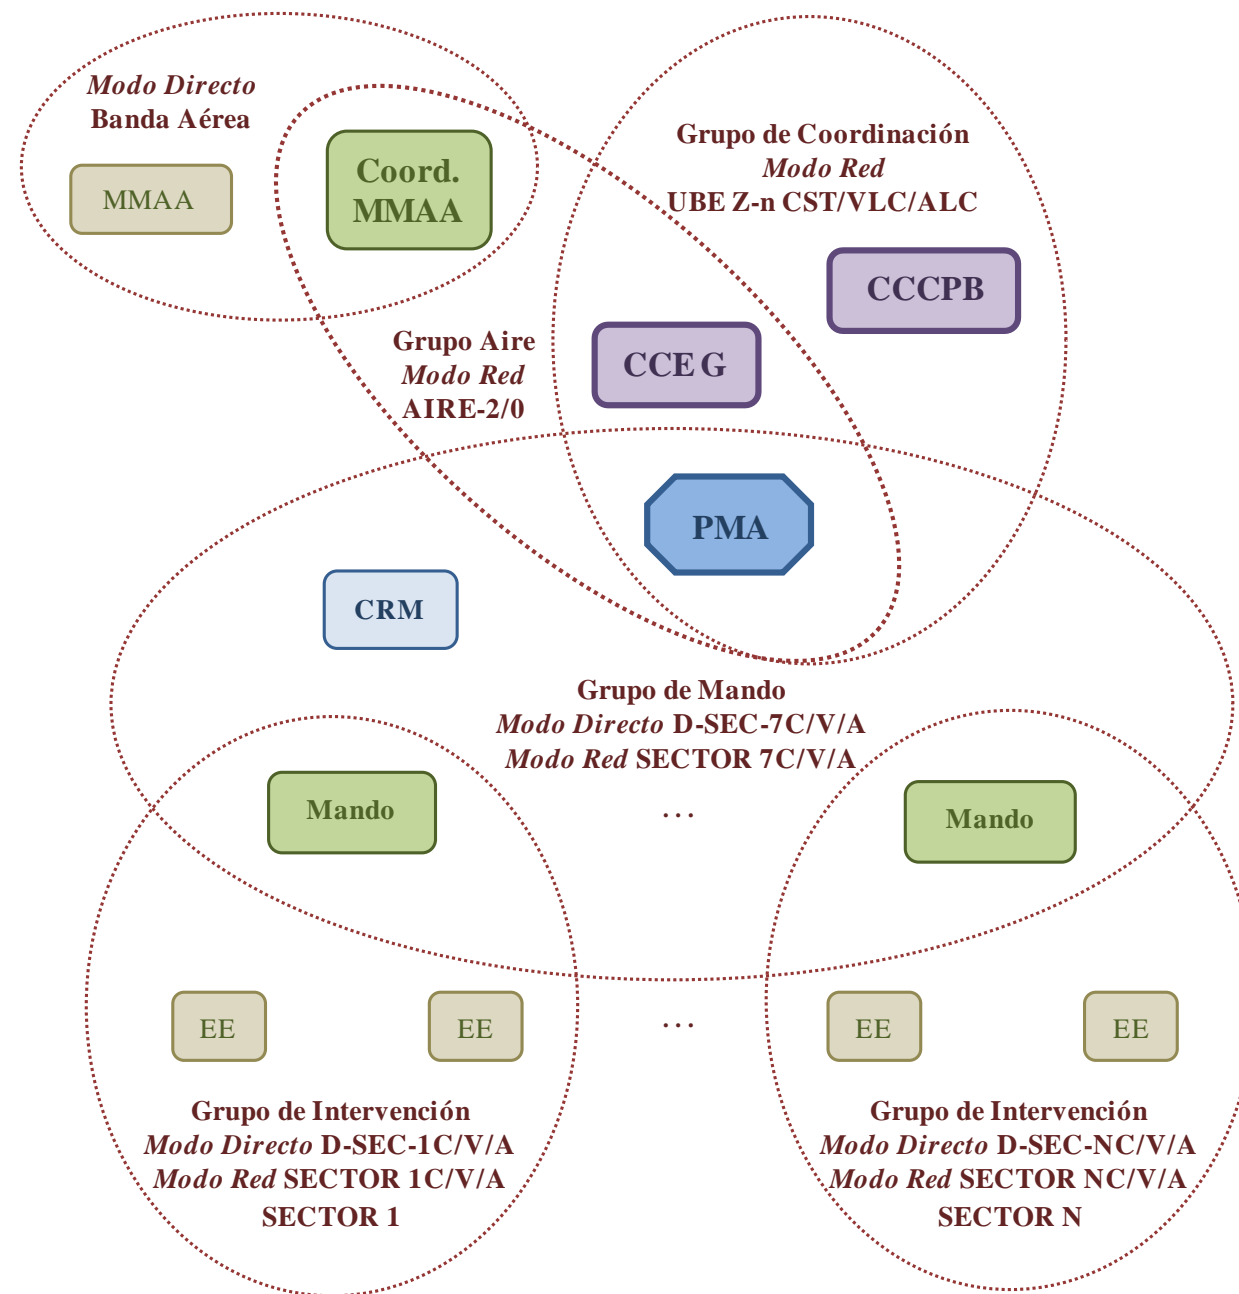 Modo Directo
Banda Aérea
MMAA
Coord.
MMAA
Grupo de Coordinación
Modo Red
UBE Z-n CST/VLC/ALC
CCCPB
CCE G
Grupo Aire
Modo Red
AIRE-2/0
PMA
CRM
Grupo de Mando
Modo Directo D-SEC-7C/V/A
Modo Red SECTOR 7C/V/A
Mando
...
Mando
EE
EE
...
EE
EE
Grupo de Intervención
Modo Directo D-SEC-1C/V/A
Modo Red SECTOR 1C/V/A
SECTOR 1
Grupo de Intervención
Modo Directo D-SEC-NC/V/A
Modo Red SECTOR NC/V/A
SECTOR N